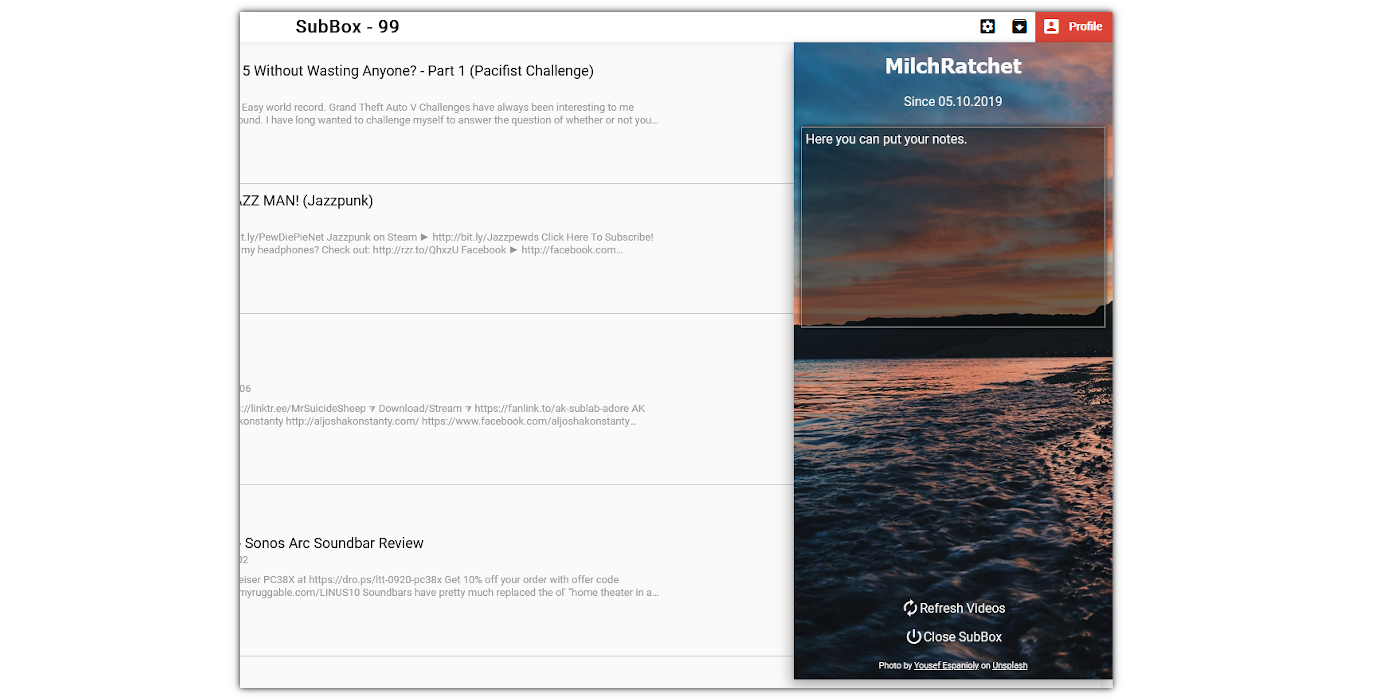 SubBox - 99
Profile
5 Without Wasting Anyone? - Part 1 (Pacifist Challenge)
Easy world record. Grand Theft Auto V Challenges have always been interesting to me
ound. I have long wanted to challenge myself to answer the question of whether or not you...
AZZ MAN! (Jazzpunk)
t.ly/PewDiePieNet Jazzpunk on Steam ► http://bit.ly/Jazzpewds Click Here To Subscribe!
my headphones? Check out: http://rzr.to/QhxzU Facebook ► http://facebook.com...
06
://linktr.ee/MrSuicideSheep ⍖ Download/Stream ⍖ https://fanlink.to/ak-sublab-adore AK
konstanty http://aljoshakonstanty.com/ https://www.facebook.com/aljoshakonstanty...
- Sonos Arc Soundbar Review
02
eiser PC38X at https://dro.ps/ltt-0920-pc38x Get 10% off your order with offer code
myruggable.com/LINUS10 Soundbars have pretty much replaced the ol' "home theater in a...
MilchRatchet
Since 05.10.2019
Here you can put your notes.
Refresh Videos
Close SubBox
Photo by Yousef Espanioly on Unsplash